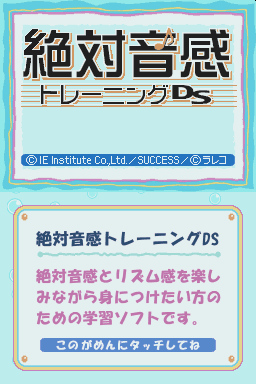 絶対音感
トレーニングDS
©IE Institute Co,Ltd./SUCCESS/©ラレコ
絶対音感トレーニングDS
絶対音感とリズム感を楽し
みながら身につけたい方の
ための学習ソフトです。
このがめんにタッチしてね